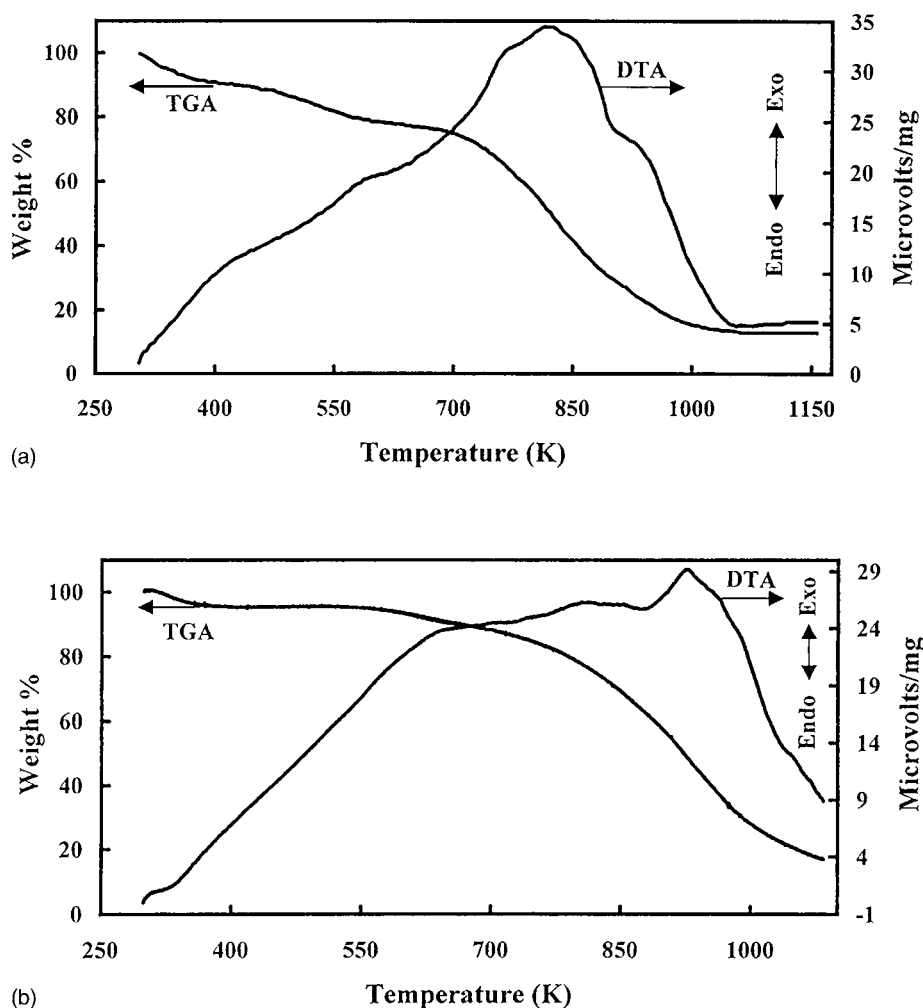 100
80
60
40
20
0
Weight %
TGA
DTA
Exo
Endo
35
30
25
20
15
10
5
0
Microvolts/mg
250 400 550 700 850 1000 1150
Temperature (K)
(a)
100
80
60
40
20
0
Weight %
TGA
DTA
Exo
Endo
29
24
19
14
9
4
-1
Microvolts/mg
250 400 550 700 850 1000
Temperature (K)
(b)